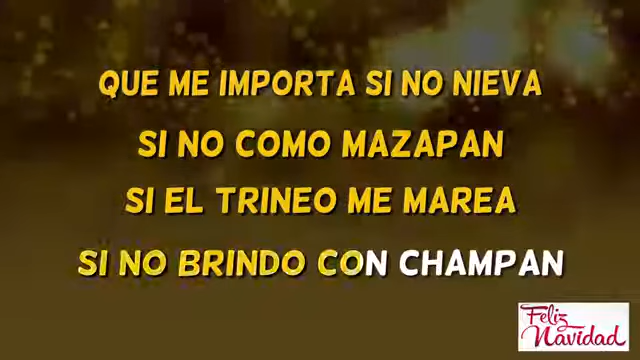 QUE ME IMPORTA SI NO NIEVA
SI NO COMO MAZAPAN
SI EL TRINEO ME MAREA
SI NO BRINDO CON CHAMPAN
Feliz
Navidad